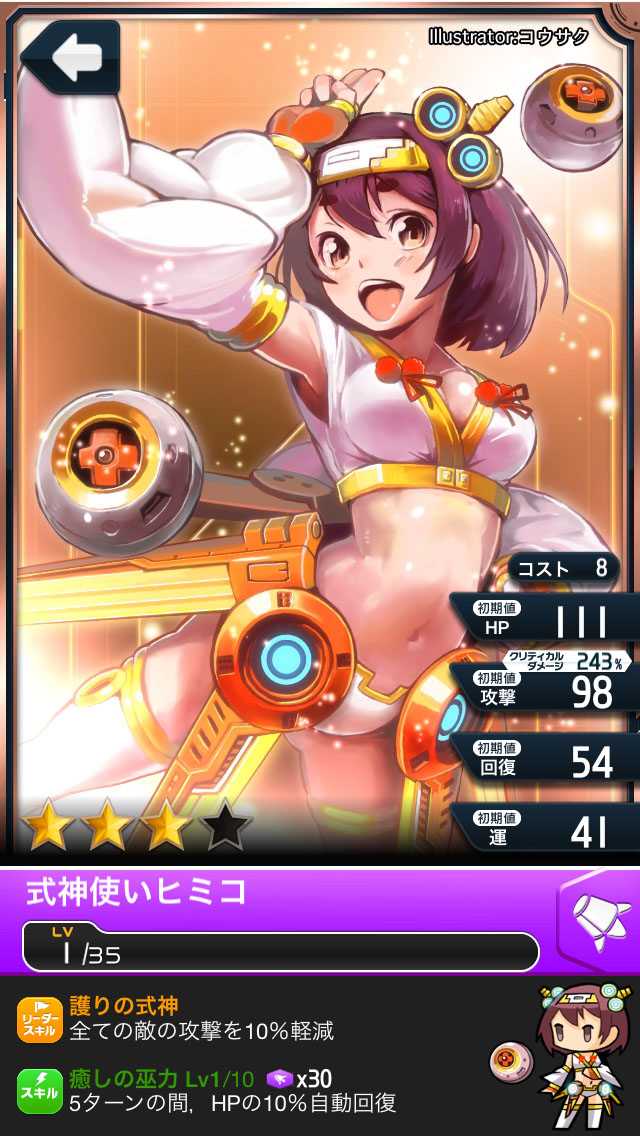 Illustrator:コウサク
コスト 8
初期値
HP 111
クリティカル
ダメージ 243%
初期値
攻撃 98
初期値
回復 54
初期値
運 41
式神使いヒミコ
LV
1/35
リーダー
スキル
護りの式神
全ての敵の攻撃を10%軽減
スキル
癒しの巫力 Lv1/10 x30
5ターンの間，HPの10%自動回復